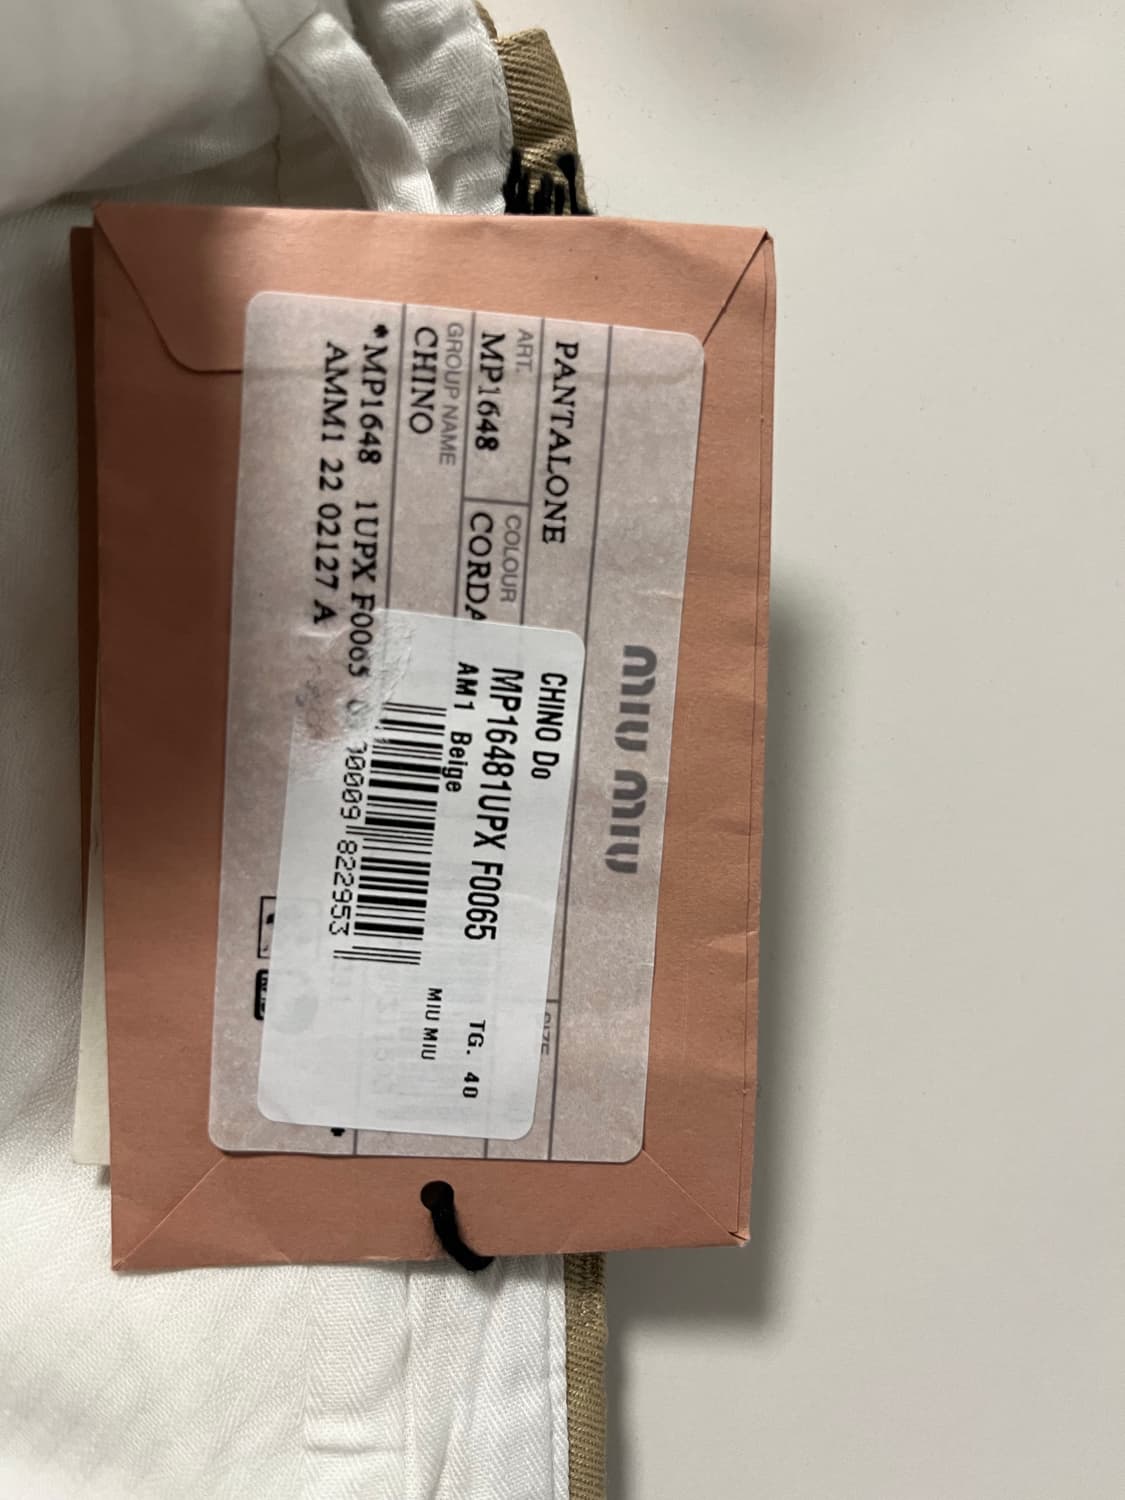 MIU MIU
PANTALONE
ART.
MP1648
COLOUR
CORDA
SIZE
GROUP NAME
CHINO
*MP1648 1UPX F0065
AMM1 22 02127 A
CHINO Do
MP16481UPX F0065
AM1 Beige
TG. 40
MIU MIU
822953